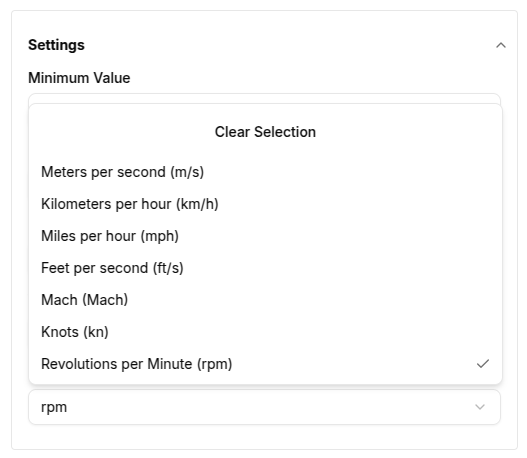 Settings
Minimum Value
Clear Selection
Meters per second (m/s)
Kilometers per hour (km/h)
Miles per hour (mph)
Feet per second (ft/s)
Mach (Mach)
Knots (kn)
Revolutions per Minute (rpm)
rpm